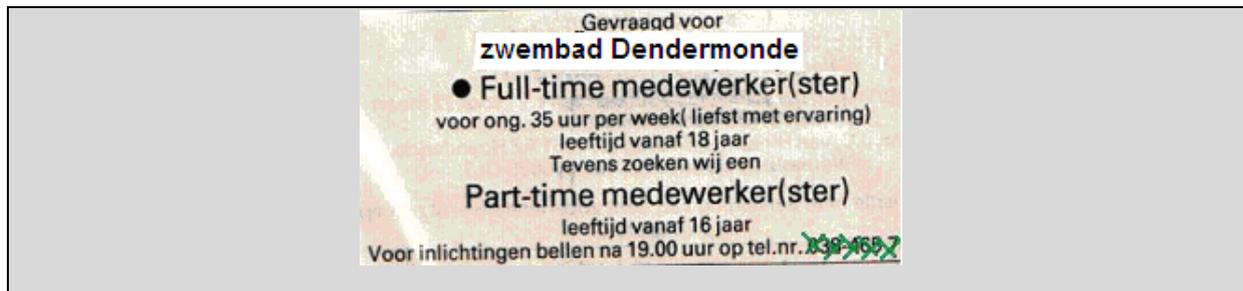 Gevraagd voor
zwembad Dendermonde
● Full-time medewerker(ster)
voor ong. 35 uur per week( liefst met ervaring)
leeftijd vanaf 18 jaar
Tevens zoeken wij een
Part-time medewerker(ster)
leeftijd vanaf 16 jaar
Voor inlichtingen bellen na 19.00 uur op tel.nr.